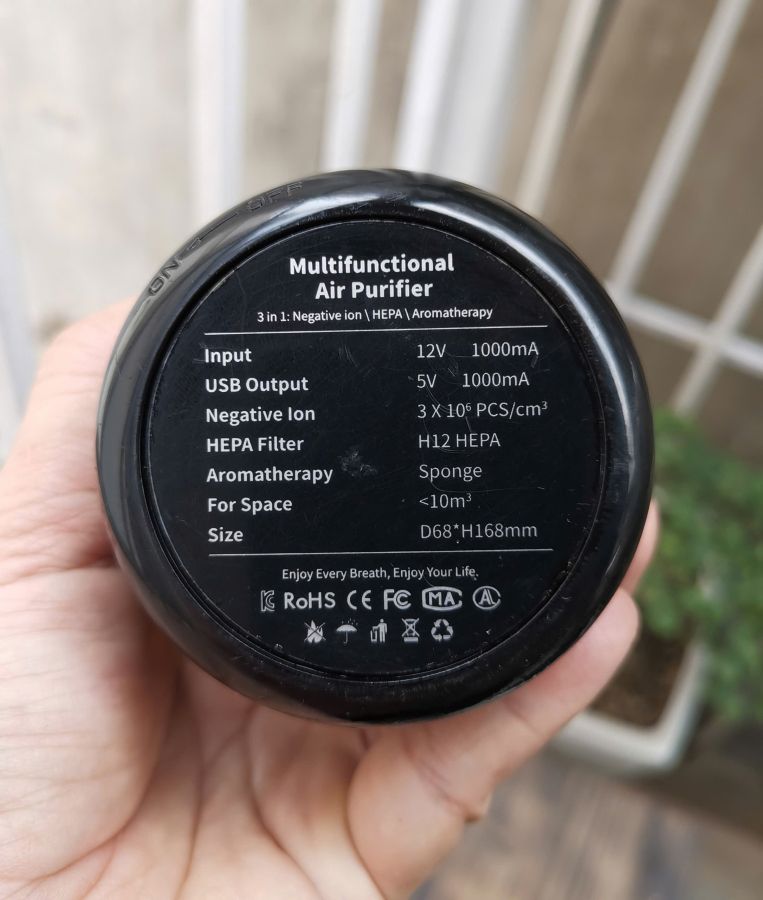 ON OFF
Multifunctional
Air Purifier
3 in 1: Negative ion \ HEPA \ Aromatherapy
Input 12V 1000mA
USB Output 5V 1000mA
Negative Ion 3 X 10⁶ PCS/cm³
HEPA Filter H12 HEPA
Aromatherapy Sponge
For Space <10m³
Size D68*H168mm
Enjoy Every Breath, Enjoy Your Life.
RoHS CE FC MA